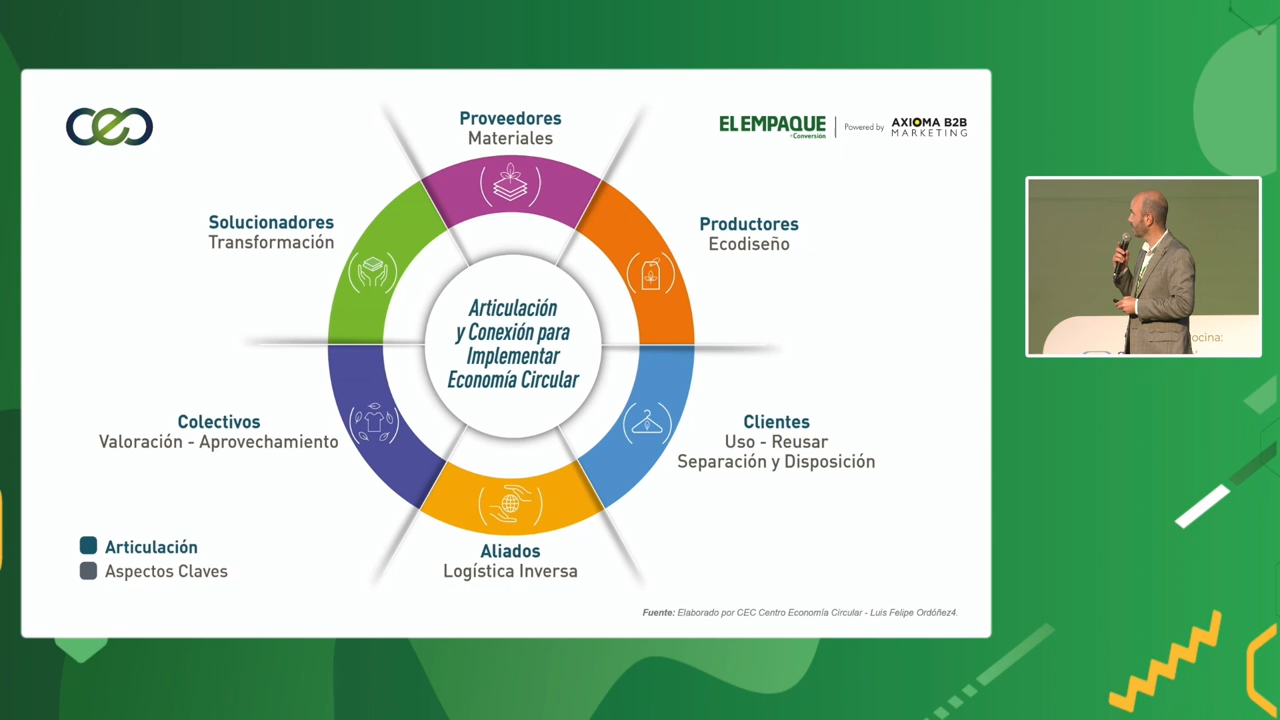 cec
EL EMPAQUE
+Conversión
Powered by
AXIOMA B2B
MARKETING
Proveedores
Materiales
Solucionadores
Transformación
Productores
Ecodiseño
Articulación
y Conexión para
Implementar
Economía Circular
Colectivos
Valoración - Aprovechamiento
Clientes
Uso - Reusar
Separación y Disposición
Aliados
Logística Inversa
Articulación
Aspectos Claves
Fuente: Elaborado por CEC Centro Economía Circular - Luis Felipe Ordóñez4.
ocina: